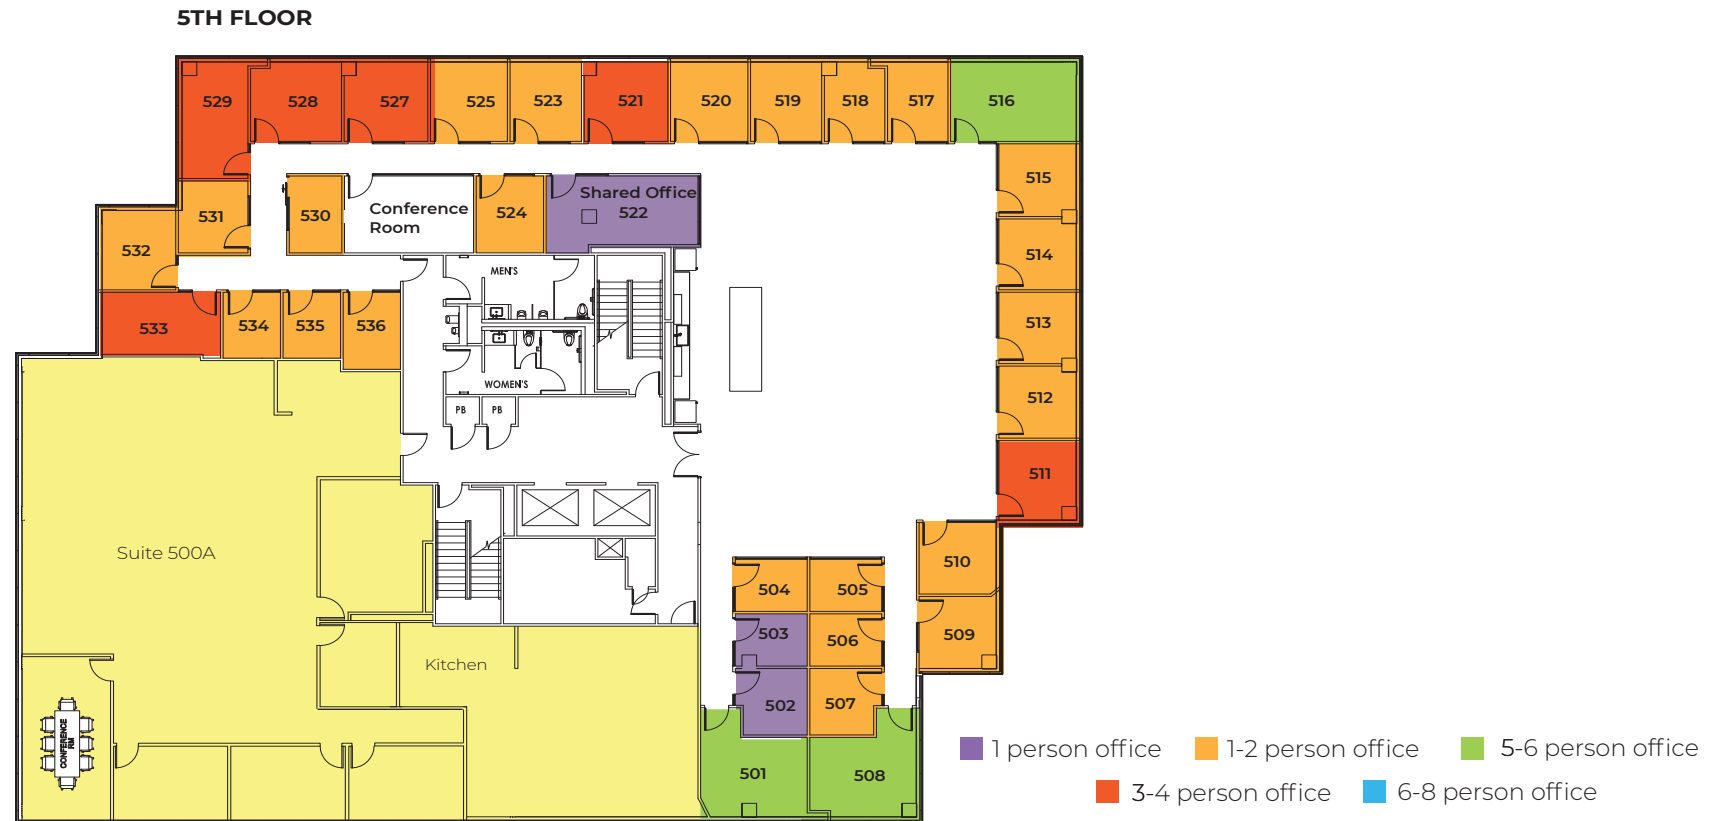 5TH FLOOR
529
528
527
525
523
521
520
519
518
517
516
515
531
530
Conference
Room
524
Shared Office
522
532
514
MEN'S
533
534
535
536
513
WOMEN'S
PB
PB
512
511
Suite 500A
510
504
505
503
506
509
Kitchen
502
507
CONFERENCE
RM
501
508
1 person office
1-2 person office
5-6 person office
3-4 person office
6-8 person office